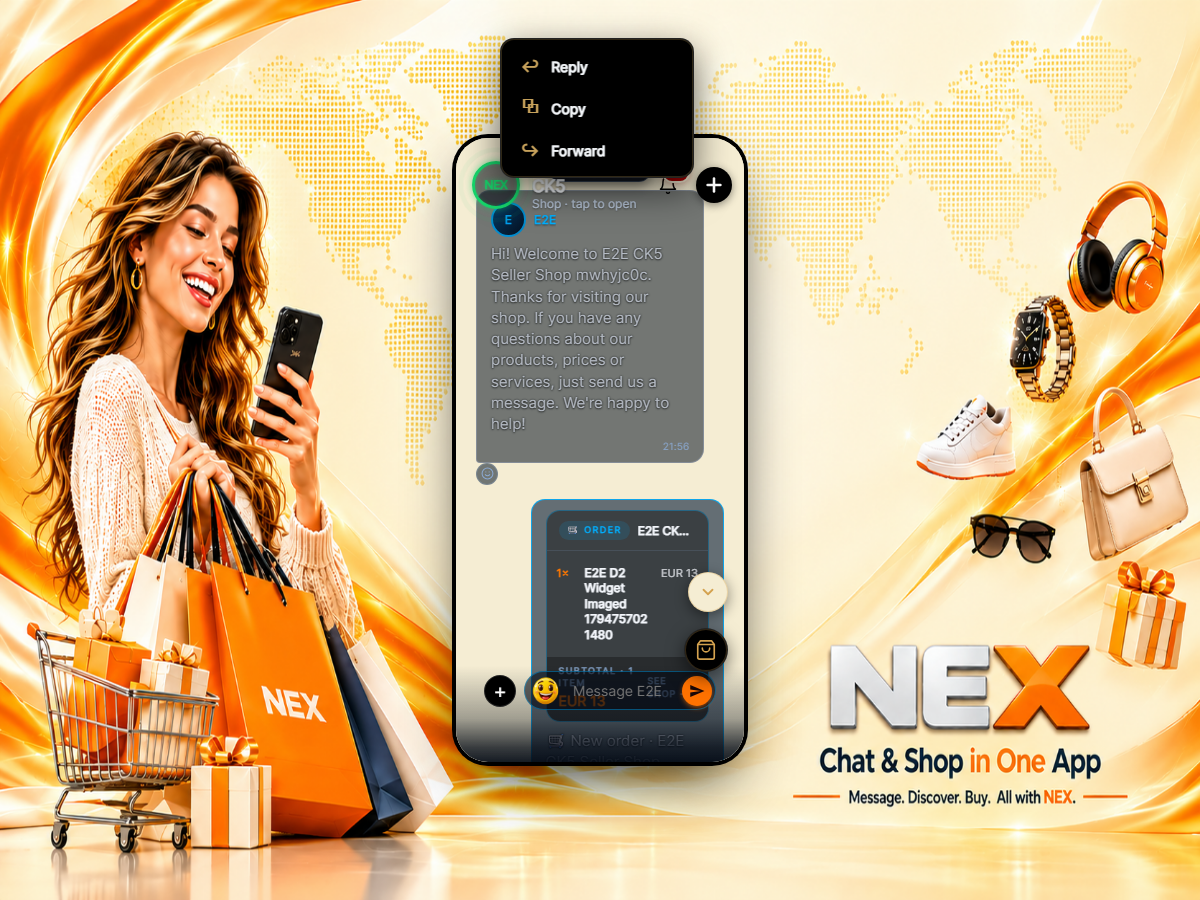 Reply
Copy
Forward
NEX
CK5
Shop · tap to open
E
E2E
Hi! Welcome to E2E CK5
Seller Shop mwhyjc0c.
Thanks for visiting our
shop. If you have any
questions about our
products, prices or
services, just send us a
message. We're happy to
help!
21:56
ORDER
E2E CK...
1×
E2E D2
EUR 13
Widget
Imaged
179475702
1480
SUBTOTAL · 1
ITEM
SEE
EUR 13
Message E2E
New order · E2E
NEX
NEX
Chat & Shop in One App
Message. Discover. Buy. All with NEX.